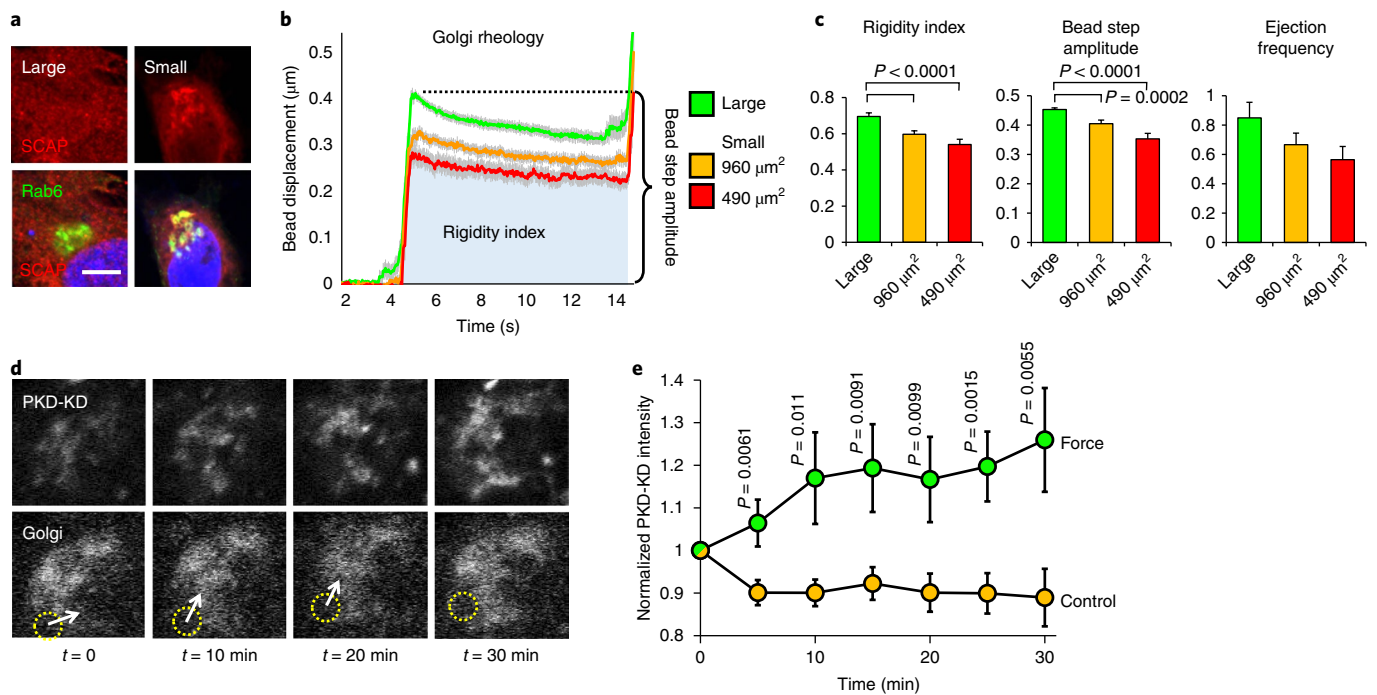 a
Large
Small
SCAP
Rab6
SCAP
b
Golgi rheology
Bead displacement (μm)
0.5
0.4
0.3
0.2
0.1
0
Rigidity index
2 4 6 8 10 12 14
Time (s)
Bead step amplitude
Large
Small
960 μm²
490 μm²
c
Rigidity index
P < 0.0001
0.8
0.6
0.4
0.2
0
Large
960 μm²
490 μm²
Bead step
amplitude
P < 0.0001
P = 0.0002
0.5
0.4
0.3
0.2
0.1
0
Large
960 μm²
490 μm²
Ejection
frequency
1
0.8
0.6
0.4
0.2
0
Large
960 μm²
490 μm²
d
PKD-KD
Golgi
t = 0
t = 10 min
t = 20 min
t = 30 min
e
Normalized PKD-KD intensity
1.4
1.3
1.2
1.1
1
0.9
0.8
P = 0.0061
P = 0.011
P = 0.0091
P = 0.0099
P = 0.0015
P = 0.0055
Force
Control
0 10 20 30
Time (min)